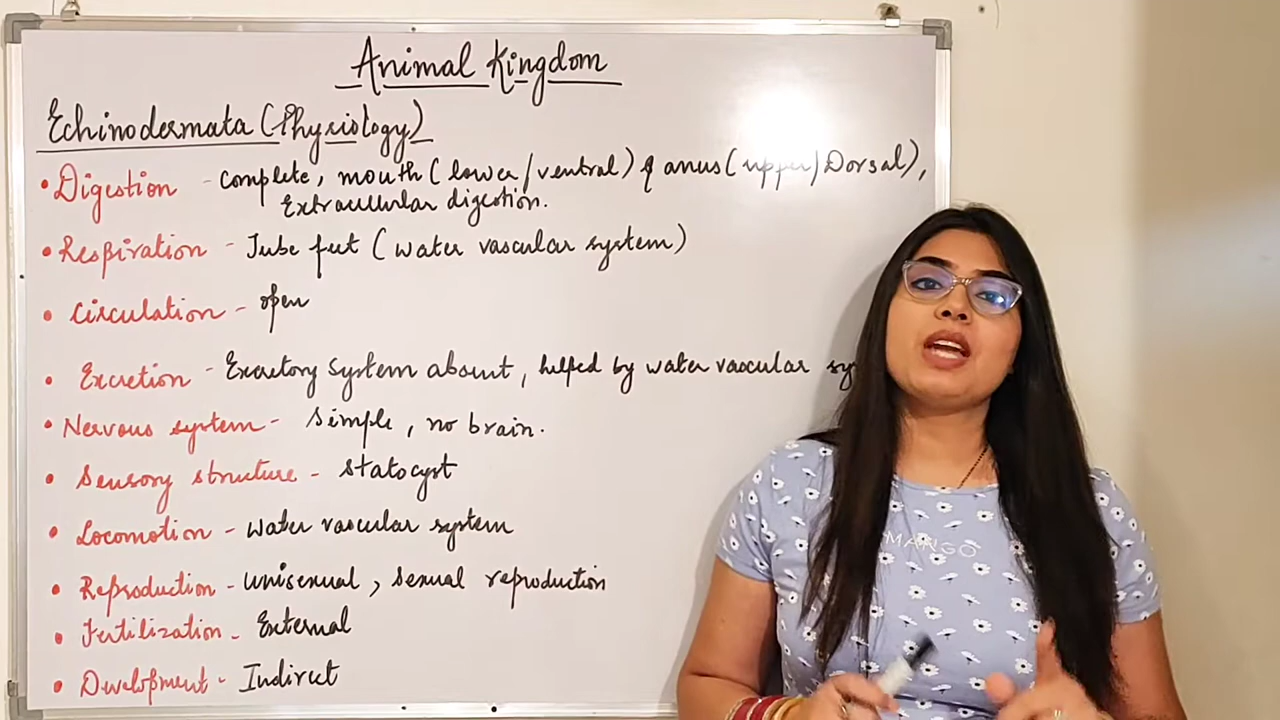 Animal Kingdom
Echinodermata (Physiology)
• Digestion - complete, mouth (lower/ventral) & anus (upper/Dorsal),
Extracellular digestion.
• Respiration - Tube feet (water vascular system)
• Circulation - open
• Excretion - Excretory system absent, helped by water vascular sy
• Nervous system - Simple, no brain.
• Sensory structure - statocyst
• Locomotion - water vascular system
• Reproduction - unisexual, sexual reproduction
• Fertilization - External
• Development - Indirect
MANGO